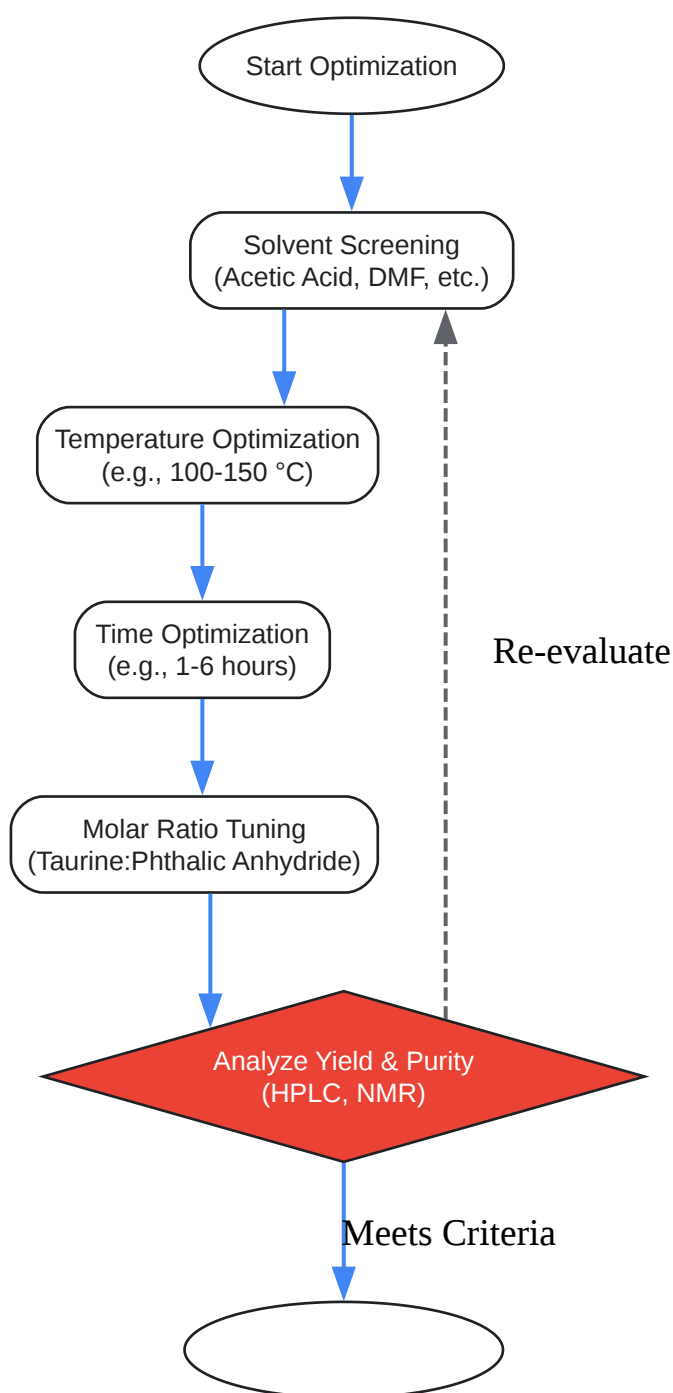 Start Optimization
Solvent Screening
(Acetic Acid, DMF, etc.)
Temperature Optimization
(e.g., 100-150 °C)
Time Optimization
(e.g., 1-6 hours)
Re-evaluate
Molar Ratio Tuning
(Taurine:Phthalic Anhydride)
Analyze Yield & Purity
(HPLC, NMR)
Meets Criteria